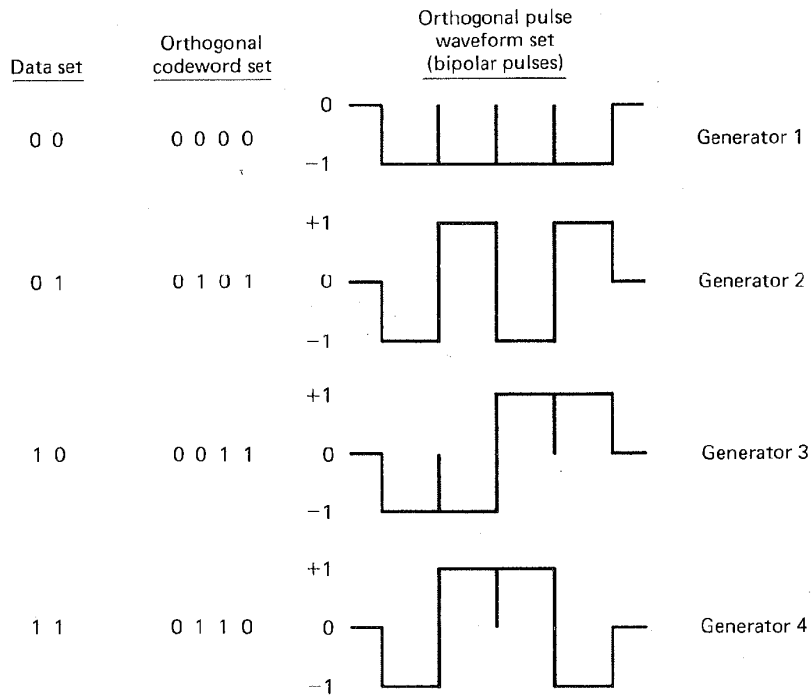 Data set
Orthogonal
codeword set
Orthogonal pulse
waveform set
(bipolar pulses)
0 0
0 0 0 0
0
−1
Generator 1
0 1
0 1 0 1
+1
0
−1
Generator 2
1 0
0 0 1 1
+1
0
−1
Generator 3
1 1
0 1 1 0
+1
0
−1
Generator 4